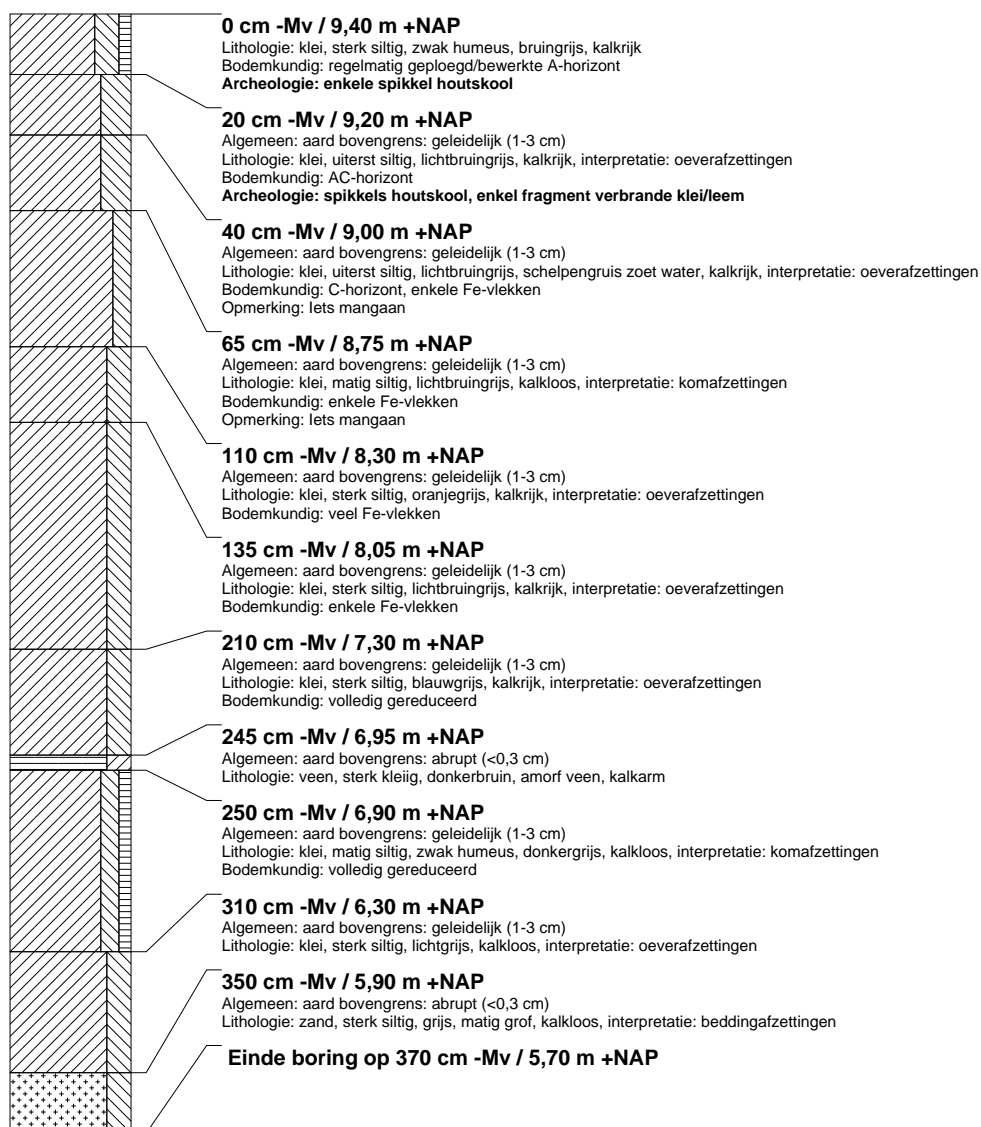 0 cm -Mv / 9,40 m +NAP
Lithologie: klei, sterk siltig, zwak humeus, bruingrijs, kalkrijk
Bodemkundig: regelmatig geploegd/bewerkte A-horizont
Archeologie: enkele spikkel houtskool
20 cm -Mv / 9,20 m +NAP
Algemeen: aard bovengrens: geleidelijk (1-3 cm)
Lithologie: klei, uiterst siltig, lichtbruingrijs, kalkrijk, interpretatie: oeverafzettingen
Bodemkundig: AC-horizont
Archeologie: spikkels houtskool, enkel fragment verbrande klei/leem
40 cm -Mv / 9,00 m +NAP
Algemeen: aard bovengrens: geleidelijk (1-3 cm)
Lithologie: klei, uiterst siltig, lichtbruingrijs, schelpengruis zoet water, kalkrijk, interpretatie: oeverafzettingen
Bodemkundig: C-horizont, enkele Fe-vlekken
Opmerking: Iets mangaan
65 cm -Mv / 8,75 m +NAP
Algemeen: aard bovengrens: geleidelijk (1-3 cm)
Lithologie: klei, matig siltig, lichtbruingrijs, kalkloos, interpretatie: komafzettingen
Bodemkundig: enkele Fe-vlekken
Opmerking: Iets mangaan
110 cm -Mv / 8,30 m +NAP
Algemeen: aard bovengrens: geleidelijk (1-3 cm)
Lithologie: klei, sterk siltig, oranjegrijs, kalkrijk, interpretatie: oeverafzettingen
Bodemkundig: veel Fe-vlekken
135 cm -Mv / 8,05 m +NAP
Algemeen: aard bovengrens: geleidelijk (1-3 cm)
Lithologie: klei, sterk siltig, lichtbruingrijs, kalkrijk, interpretatie: oeverafzettingen
Bodemkundig: enkele Fe-vlekken
210 cm -Mv / 7,30 m +NAP
Algemeen: aard bovengrens: geleidelijk (1-3 cm)
Lithologie: klei, sterk siltig, blauwgrijs, kalkrijk, interpretatie: oeverafzettingen
Bodemkundig: volledig gereduceerd
245 cm -Mv / 6,95 m +NAP
Algemeen: aard bovengrens: abrupt (<0,3 cm)
Lithologie: veen, sterk kleiig, donkerbruin, amorf veen, kalkarm
250 cm -Mv / 6,90 m +NAP
Algemeen: aard bovengrens: geleidelijk (1-3 cm)
Lithologie: klei, matig siltig, zwak humeus, donkergrijs, kalkloos, interpretatie: komafzettingen
Bodemkundig: volledig gereduceerd
310 cm -Mv / 6,30 m +NAP
Algemeen: aard bovengrens: geleidelijk (1-3 cm)
Lithologie: klei, sterk siltig, lichtgrijs, kalkloos, interpretatie: oeverafzettingen
350 cm -Mv / 5,90 m +NAP
Algemeen: aard bovengrens: abrupt (<0,3 cm)
Lithologie: zand, sterk siltig, grijs, matig grof, kalkloos, interpretatie: beddingafzettingen
Einde boring op 370 cm -Mv / 5,70 m +NAP